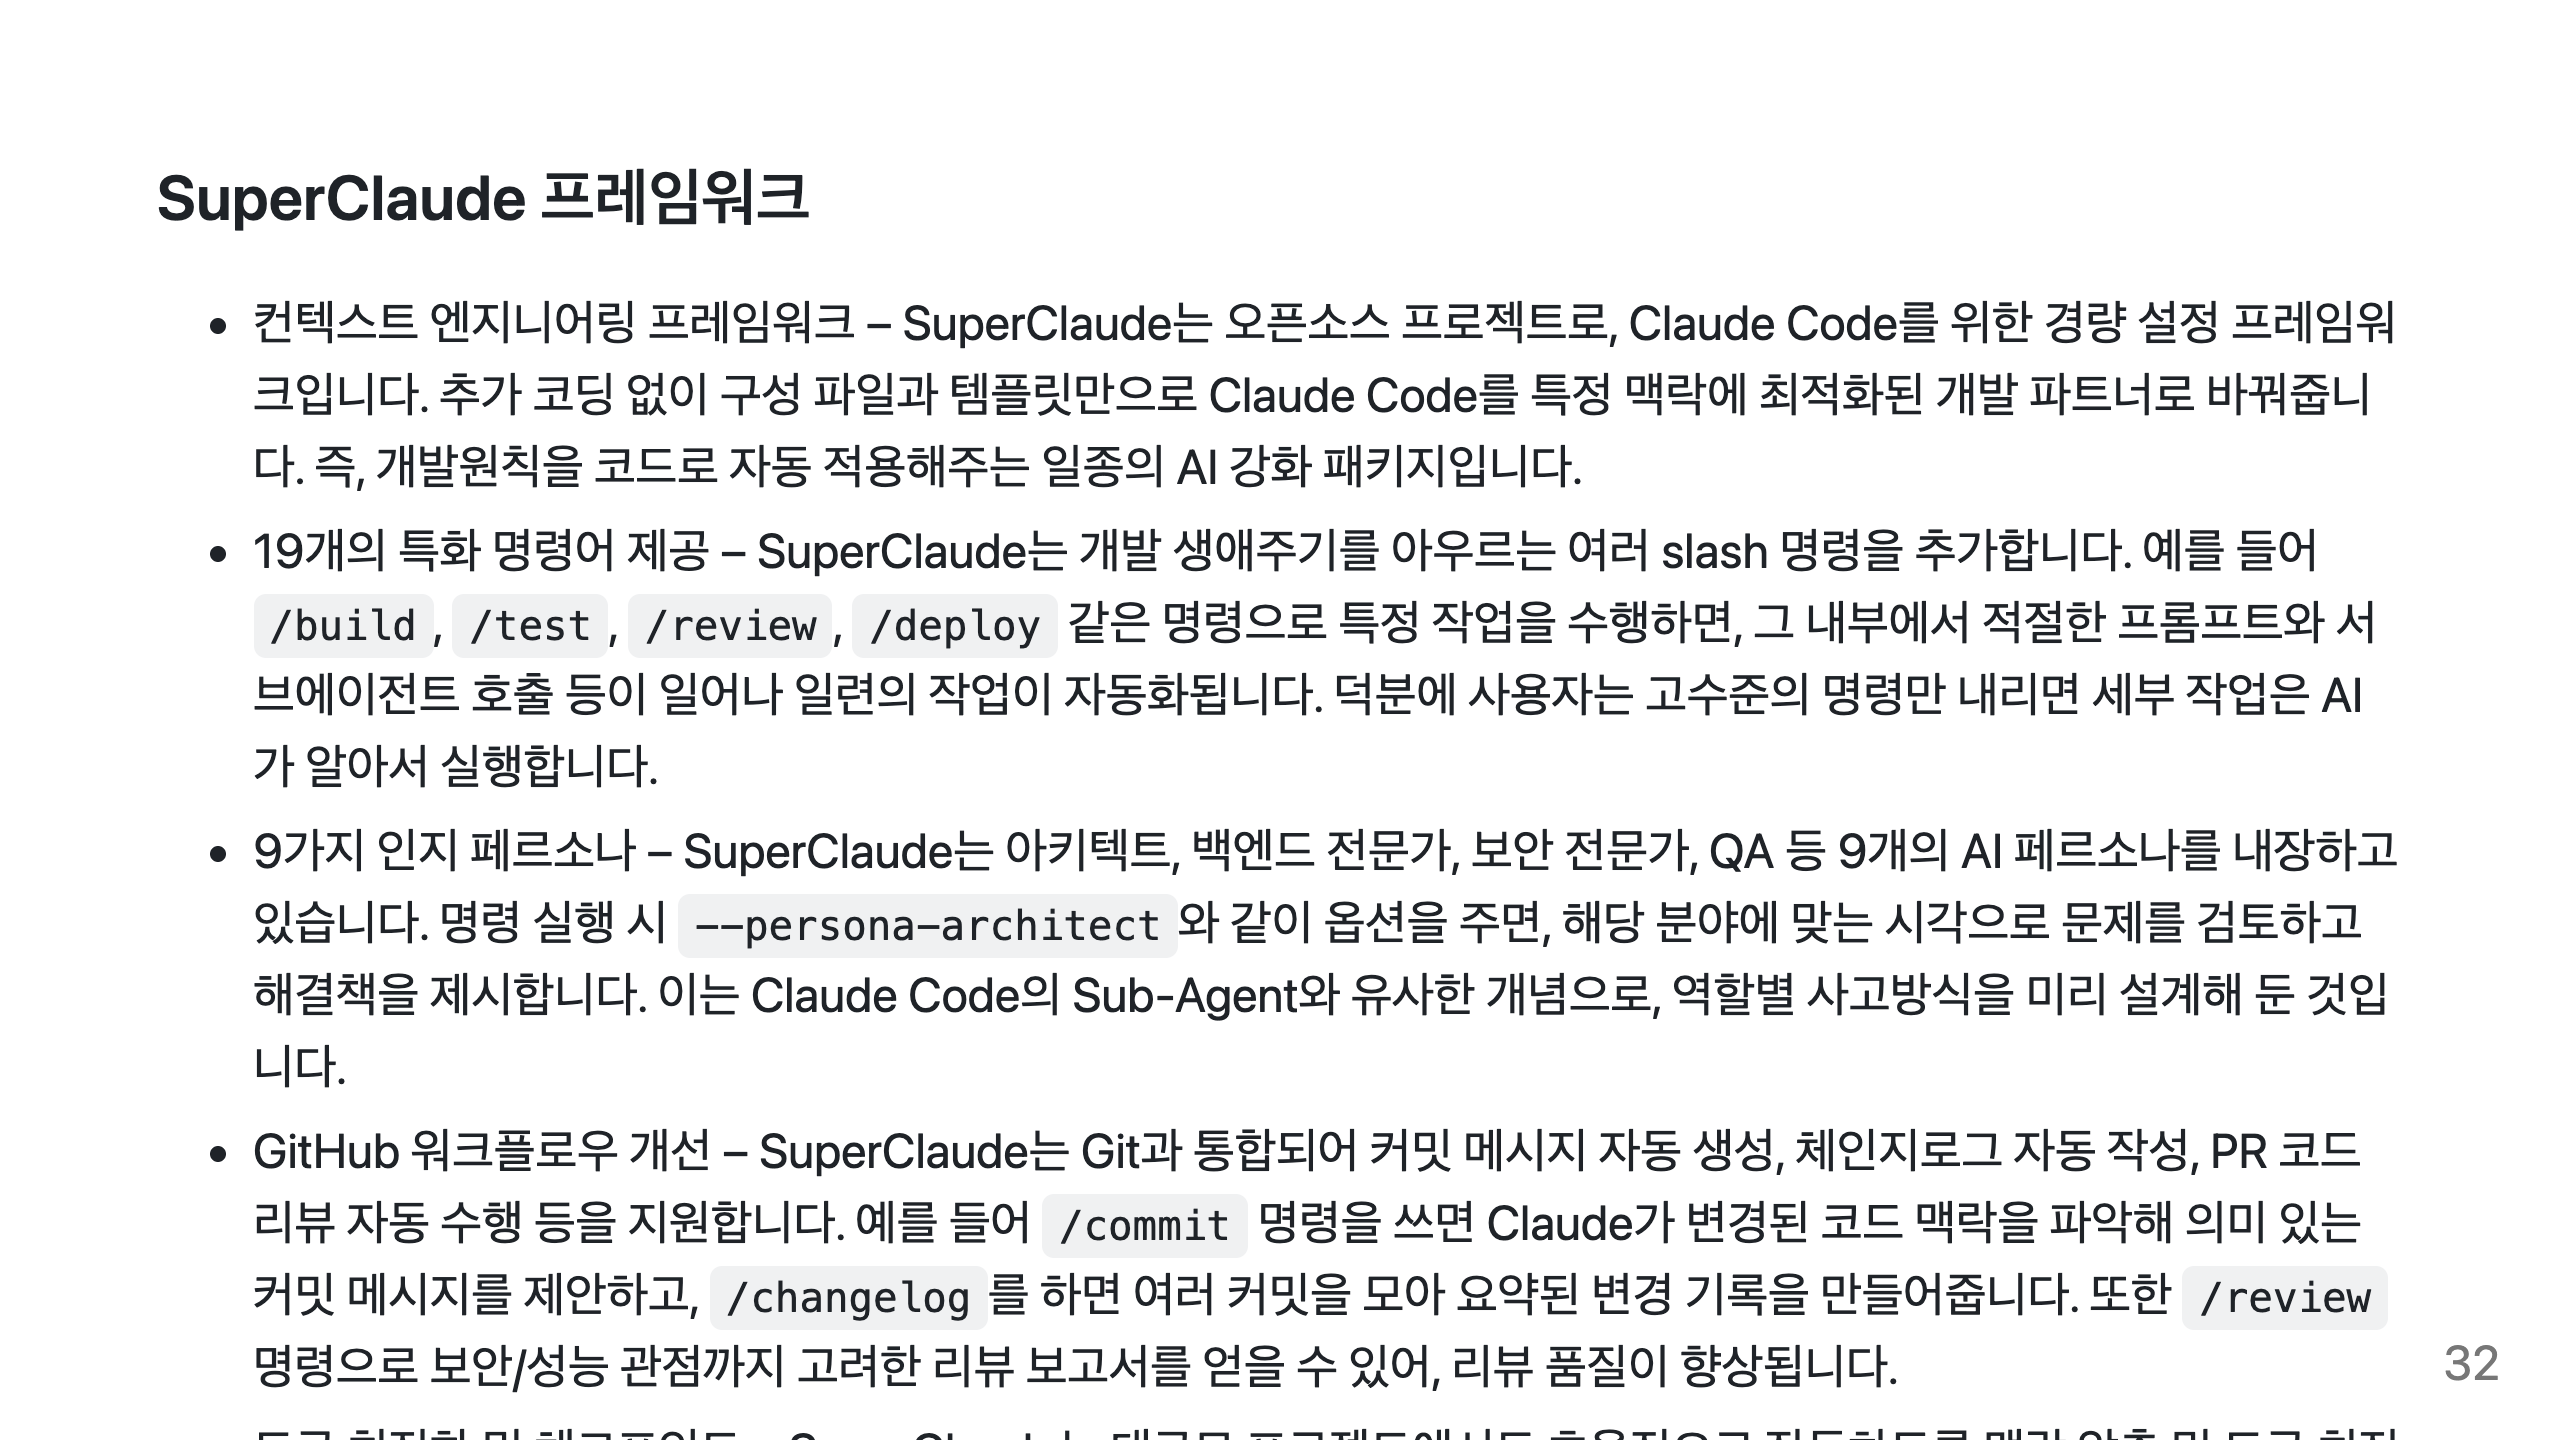 SuperClaude 프레임워크
• 컨텍스트 엔지니어링 프레임워크 – SuperClaude는 오픈소스 프로젝트로, Claude Code를 위한 경량 설정 프레임워
크입니다. 추가 코딩 없이 구성 파일과 템플릿만으로 Claude Code를 특정 맥락에 최적화된 개발 파트너로 바꿔줍니
다. 즉, 개발원칙을 코드로 자동 적용해주는 일종의 AI 강화 패키지입니다.
• 19개의 특화 명령어 제공 – SuperClaude는 개발 생애주기를 아우르는 여러 slash 명령을 추가합니다. 예를 들어
/build, /test, /review, /deploy 같은 명령으로 특정 작업을 수행하면, 그 내부에서 적절한 프롬프트와 서
브에이전트 호출 등이 일어나 일련의 작업이 자동화됩니다. 덕분에 사용자는 고수준의 명령만 내리면 세부 작업은 AI
가 알아서 실행합니다.
• 9가지 인지 페르소나 – SuperClaude는 아키텍트, 백엔드 전문가, 보안 전문가, QA 등 9개의 AI 페르소나를 내장하고
있습니다. 명령 실행 시 --persona-architect와 같이 옵션을 주면, 해당 분야에 맞는 시각으로 문제를 검토하고
해결책을 제시합니다. 이는 Claude Code의 Sub-Agent와 유사한 개념으로, 역할별 사고방식을 미리 설계해 둔 것입
니다.
• GitHub 워크플로우 개선 – SuperClaude는 Git과 통합되어 커밋 메시지 자동 생성, 체인지로그 자동 작성, PR 코드
리뷰 자동 수행 등을 지원합니다. 예를 들어 /commit 명령을 쓰면 Claude가 변경된 코드 맥락을 파악해 의미 있는
커밋 메시지를 제안하고, /changelog를 하면 여러 커밋을 모아 요약된 변경 기록을 만들어줍니다. 또한 /review
명령으로 보안/성능 관점까지 고려한 리뷰 보고서를 얻을 수 있어, 리뷰 품질이 향상됩니다.
32